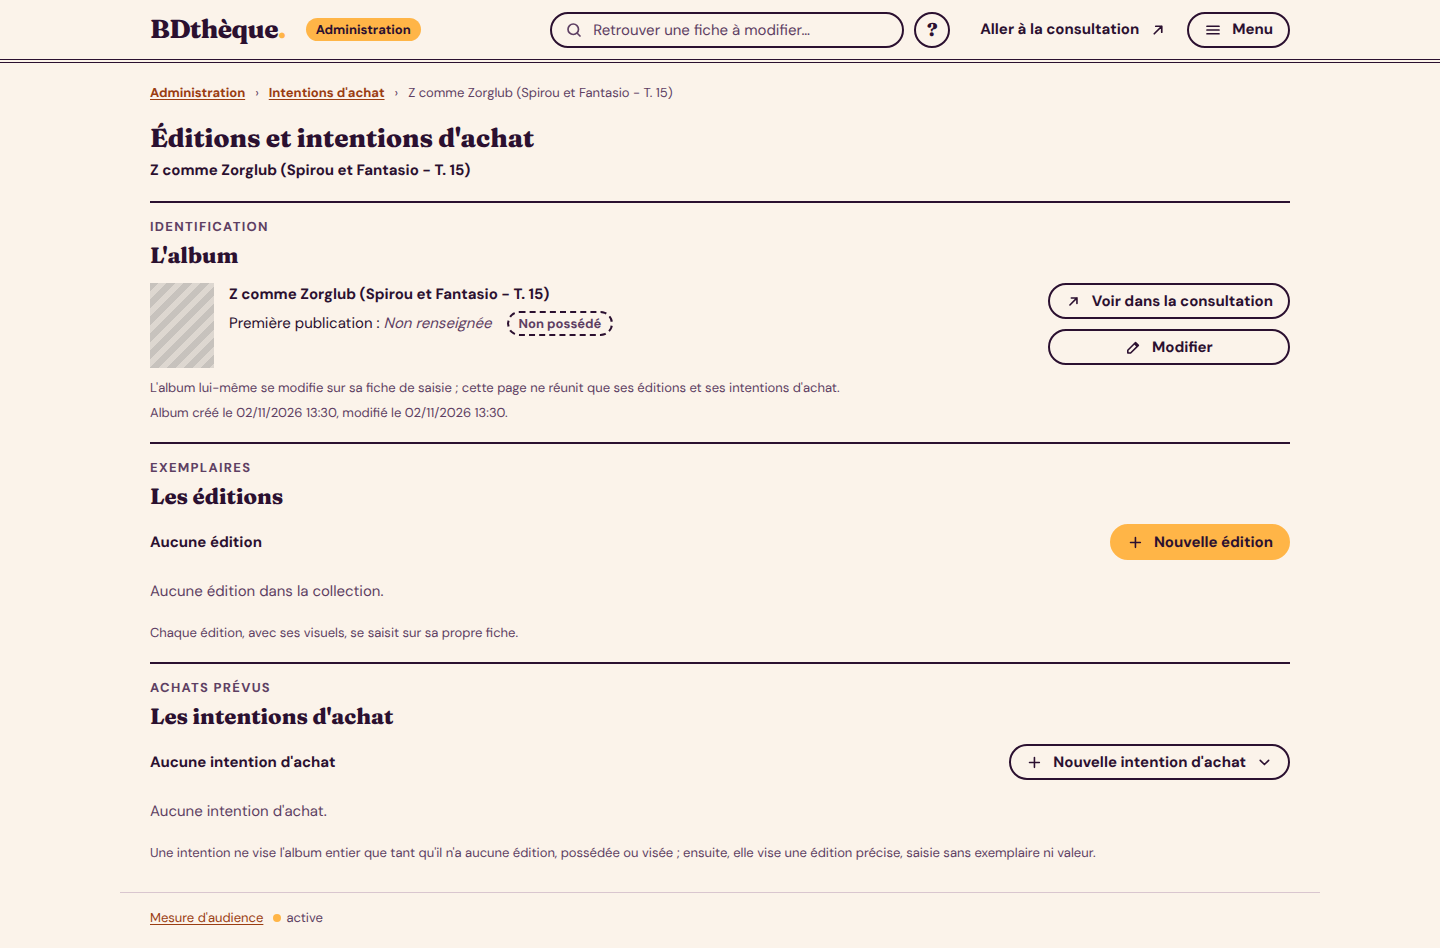 BDthèque.
Administration
Retrouver une fiche à modifier...
?
Aller à la consultation
Menu
Administration › Intentions d'achat › Z comme Zorglub (Spirou et Fantasio - T. 15)
Éditions et intentions d'achat
Z comme Zorglub (Spirou et Fantasio - T. 15)
IDENTIFICATION
L'album
Z comme Zorglub (Spirou et Fantasio - T. 15)
Première publication : Non renseignée
Non possédé
Voir dans la consultation
Modifier
L'album lui-même se modifie sur sa fiche de saisie ; cette page ne réunit que ses éditions et ses intentions d'achat.
Album créé le 02/11/2026 13:30, modifié le 02/11/2026 13:30.
EXEMPLAIRES
Les éditions
Aucune édition
Nouvelle édition
Aucune édition dans la collection.
Chaque édition, avec ses visuels, se saisit sur sa propre fiche.
ACHATS PRÉVUS
Les intentions d'achat
Aucune intention d'achat
Nouvelle intention d'achat
Aucune intention d'achat.
Une intention ne vise l'album entier que tant qu'il n'a aucune édition, possédée ou visée ; ensuite, elle vise une édition précise, saisie sans exemplaire ni valeur.
Mesure d'audience
active